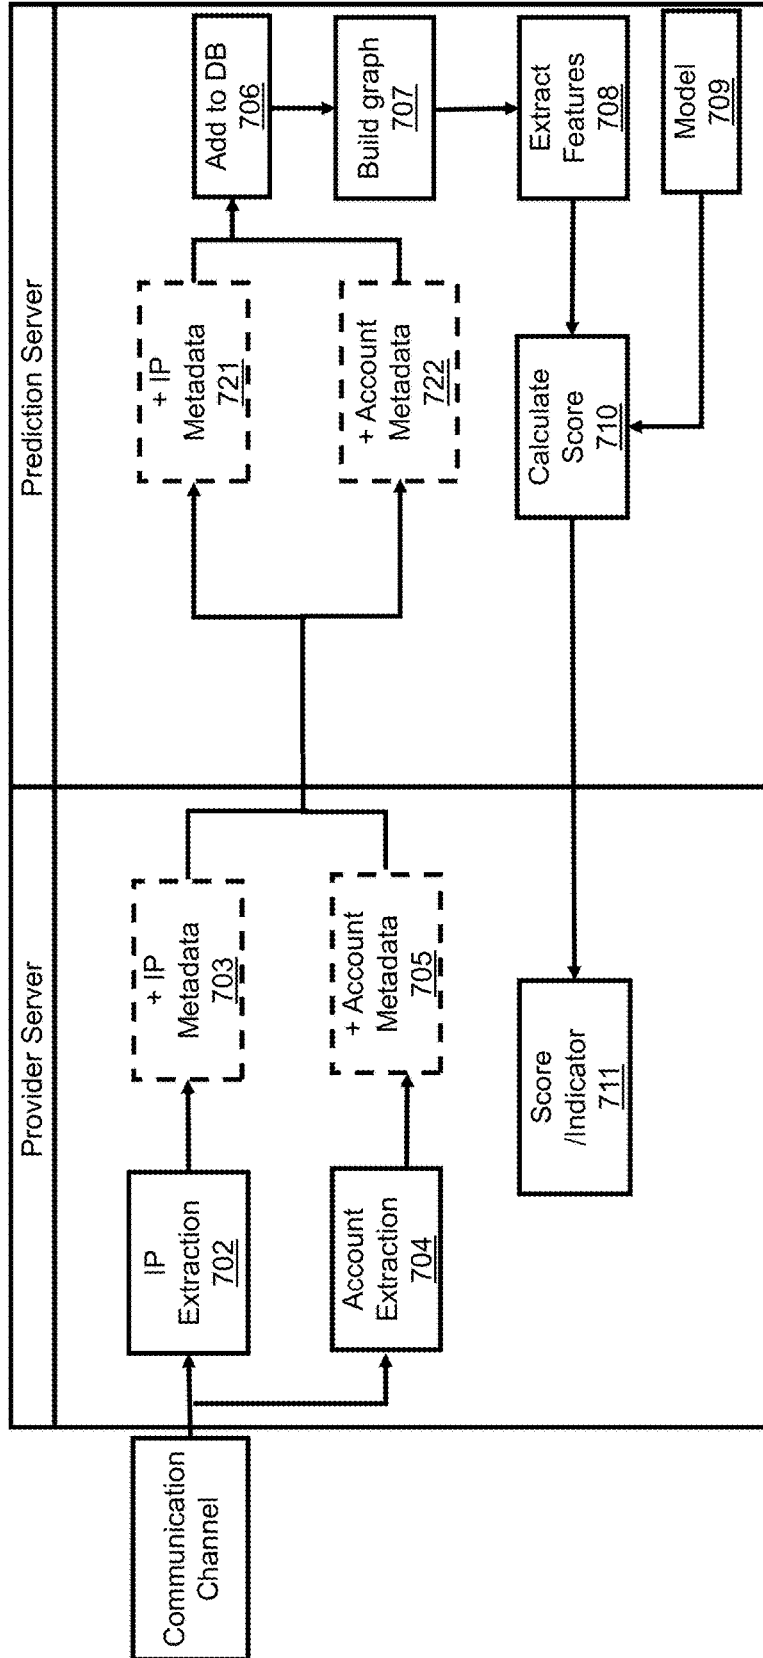 Provider Server
Prediction Server
Communication
Channel
IP
Extraction
702
+ IP
Metadata
703
Account
Extraction
704
+ Account
Metadata
705
+ IP
Metadata
721
+ Account
Metadata
722
Add to DB
706
Build graph
707
Extract
Features
708
Model
709
Calculate
Score
710
Score
/Indicator
711